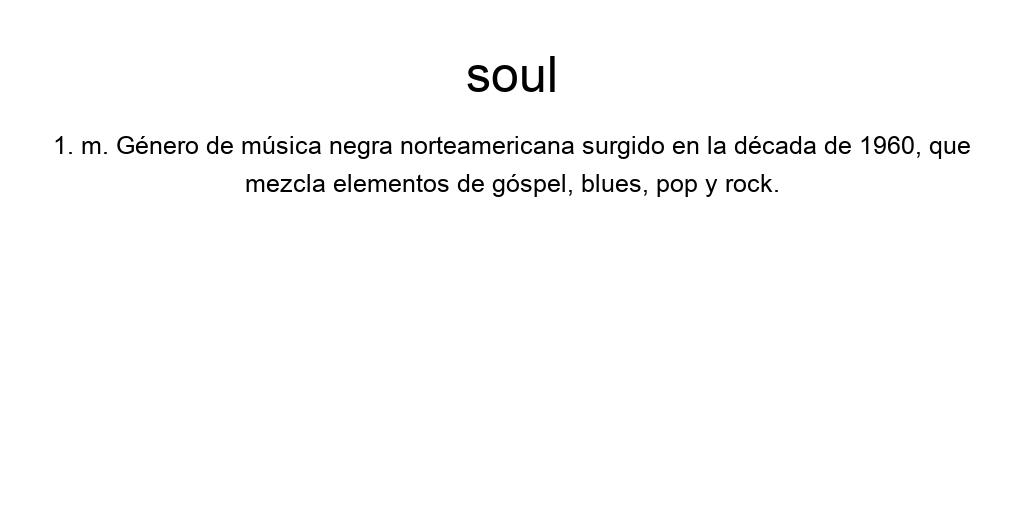 soul
1. m. Género de música negra norteamericana surgido en la década de 1960, que
mezcla elementos de góspel, blues, pop y rock.